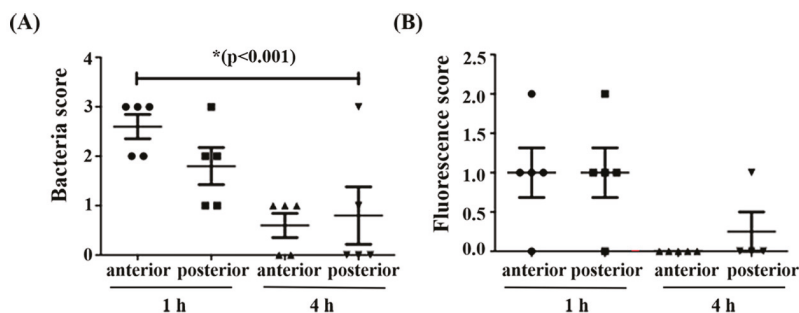 (A)
Bacteria score
4
3
2
1
0
*(p<0.001)
anterior posterior anterior posterior
1 h 4 h
(B)
Fluorescence score
2.5
2.0
1.5
1.0
0.5
0.0
anterior posterior anterior posterior
1 h 4 h